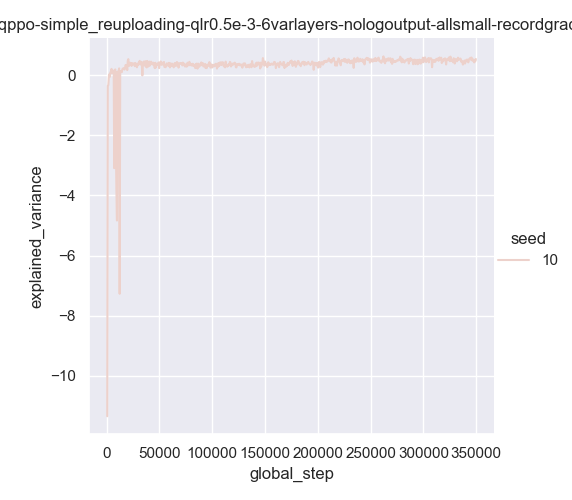 qppo-simple_reuploading-qlr0.5e-3-6varlayers-nologoutput-allsmall-recordgrad
0
−2
−4
−6
−8
−10
explained_variance
0 50000 100000 150000 200000 250000 300000 350000
global_step
seed
10